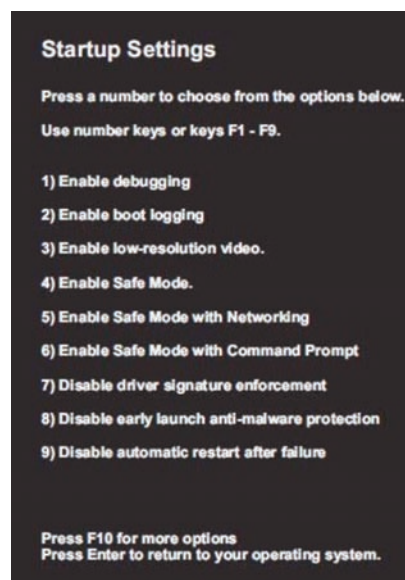 Startup Settings
Press a number to choose from the options below.
Use number keys or keys F1 - F9.
1) Enable debugging
2) Enable boot logging
3) Enable low-resolution video.
4) Enable Safe Mode.
5) Enable Safe Mode with Networking
6) Enable Safe Mode with Command Prompt
7) Disable driver signature enforcement
8) Disable early launch anti-malware protection
9) Disable automatic restart after failure
Press F10 for more options
Press Enter to return to your operating system.